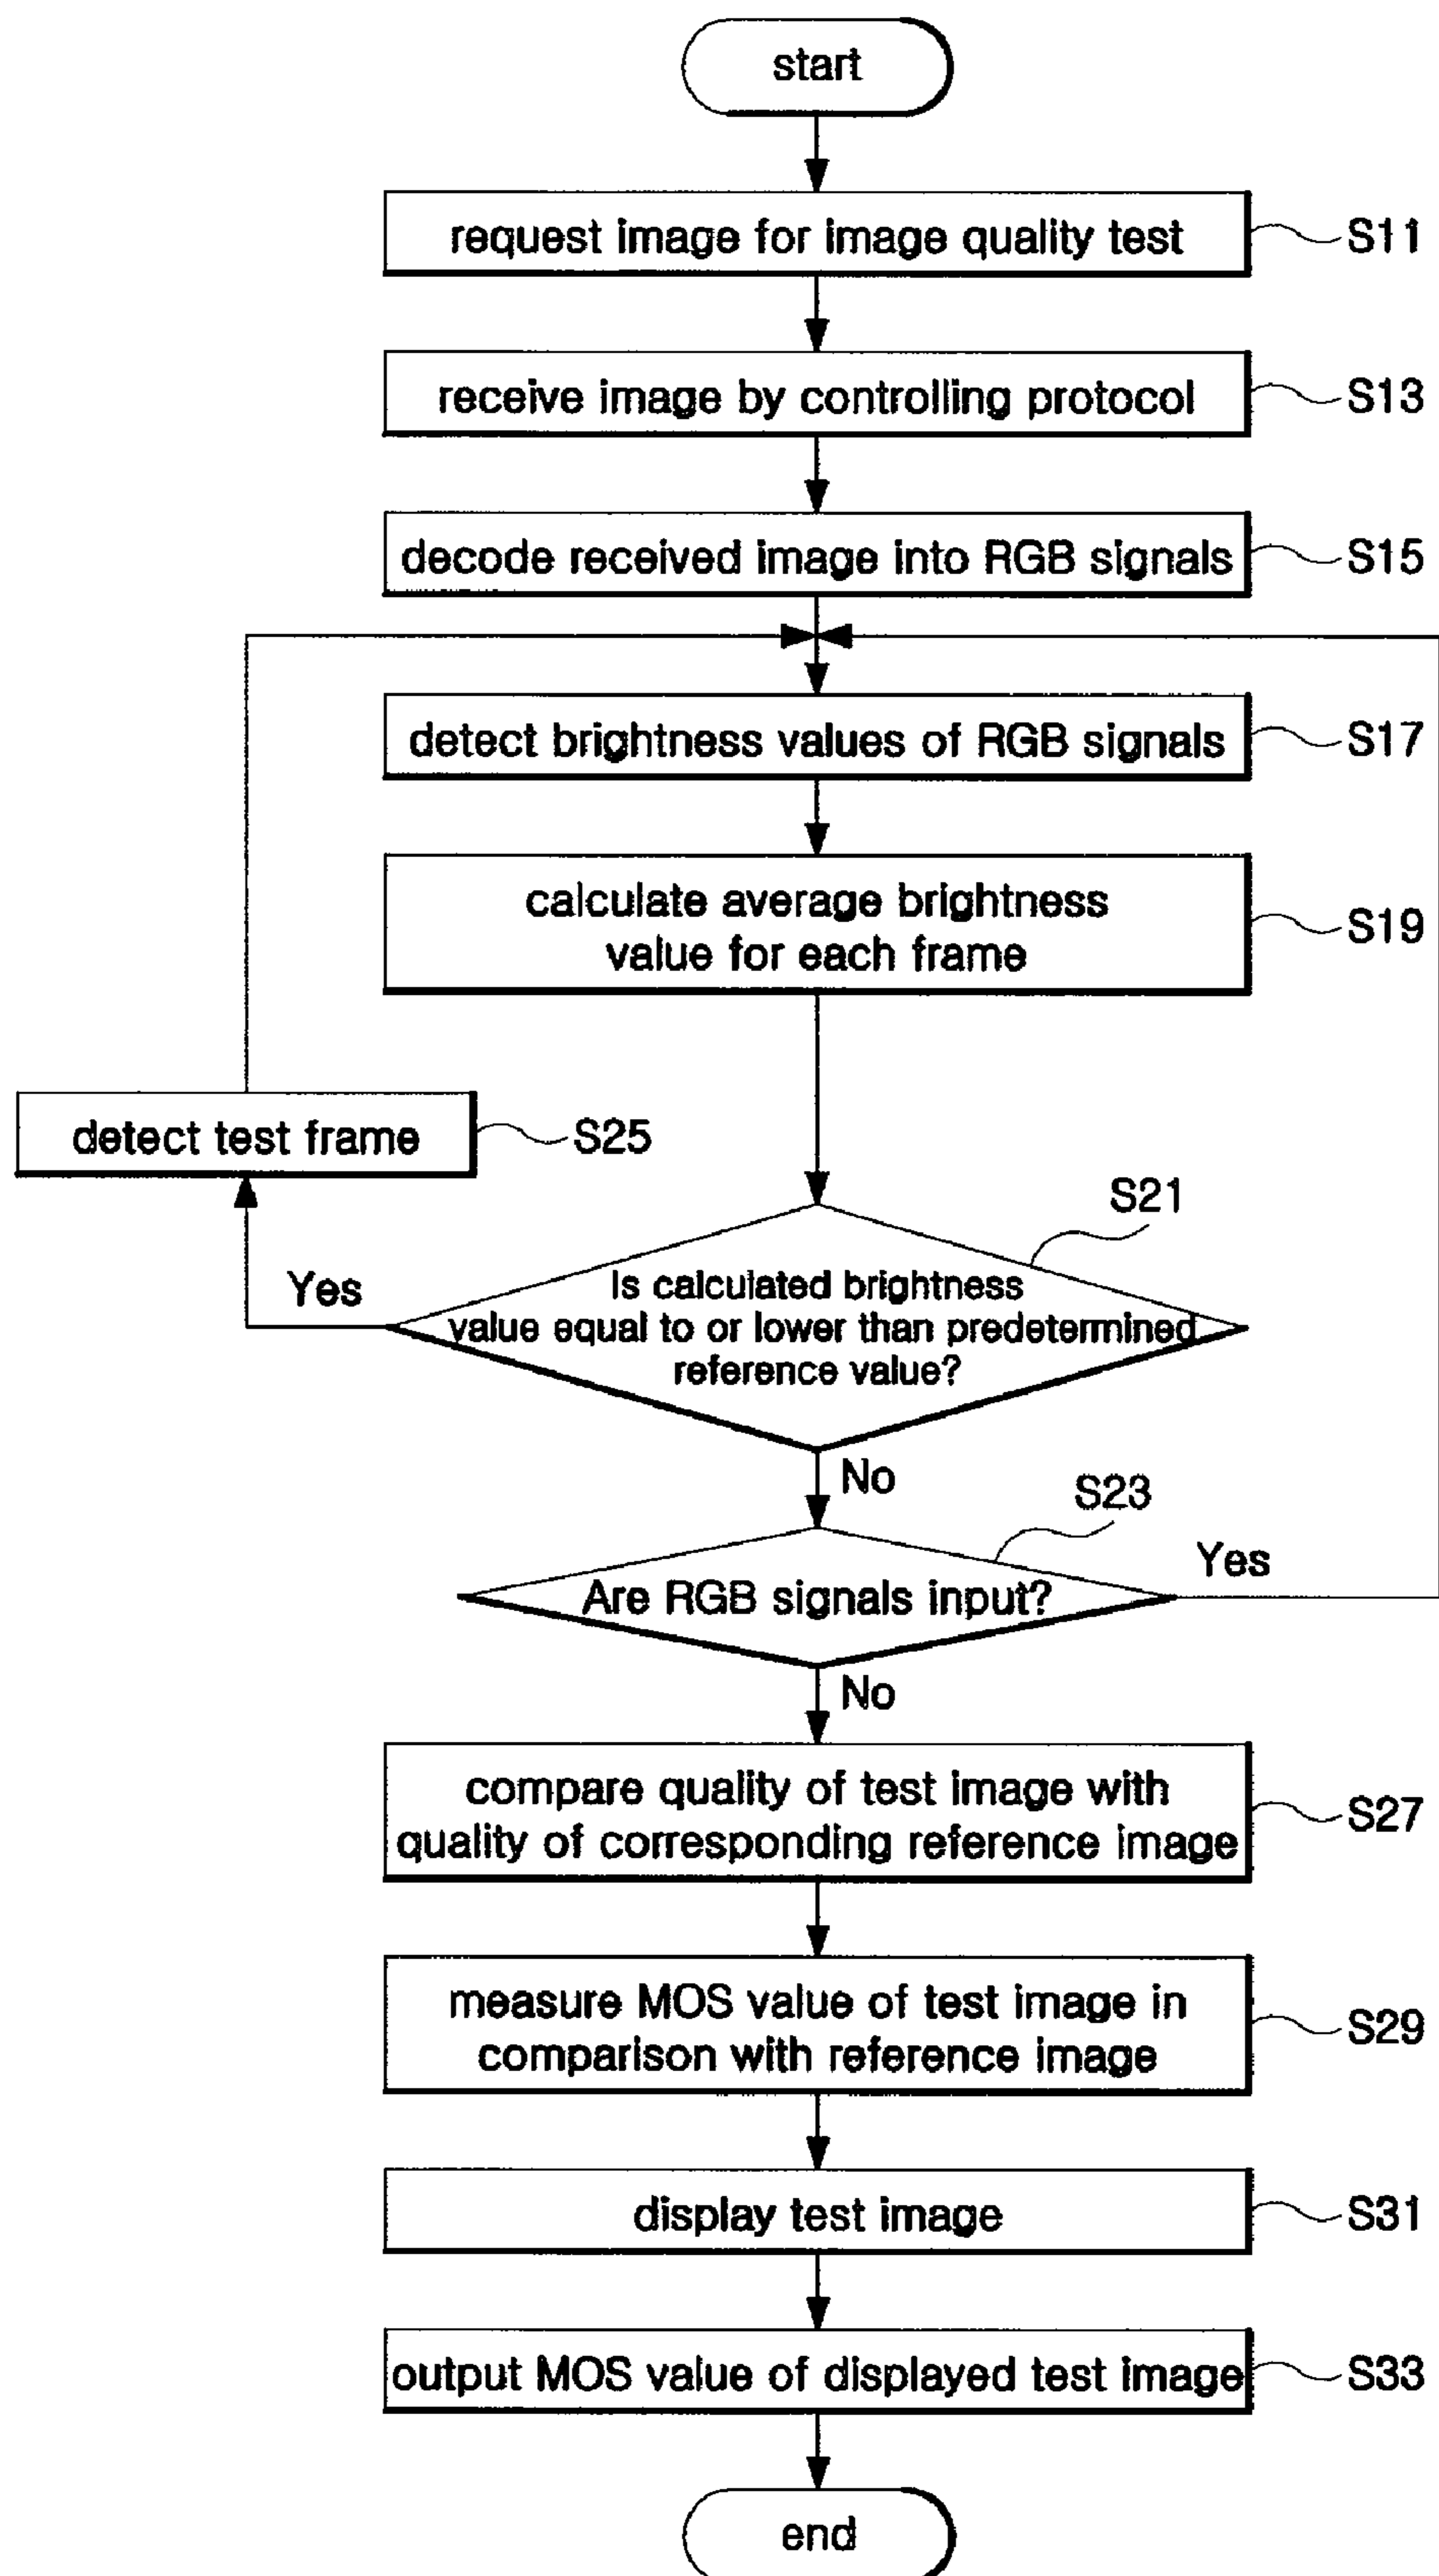 start
request image for image quality test
S11
receive image by controlling protocol
S13
decode received image into RGB signals
S15
detect brightness values of RGB signals
S17
calculate average brightness
value for each frame
S19
detect test frame
S25
S21
Is calculated brightness
value equal to or lower than predetermined
reference value?
Yes
No
S23
Are RGB signals input?
Yes
No
compare quality of test image with
quality of corresponding reference image
S27
measure MOS value of test image in
comparison with reference image
S29
display test image
S31
output MOS value of displayed test image
S33
end